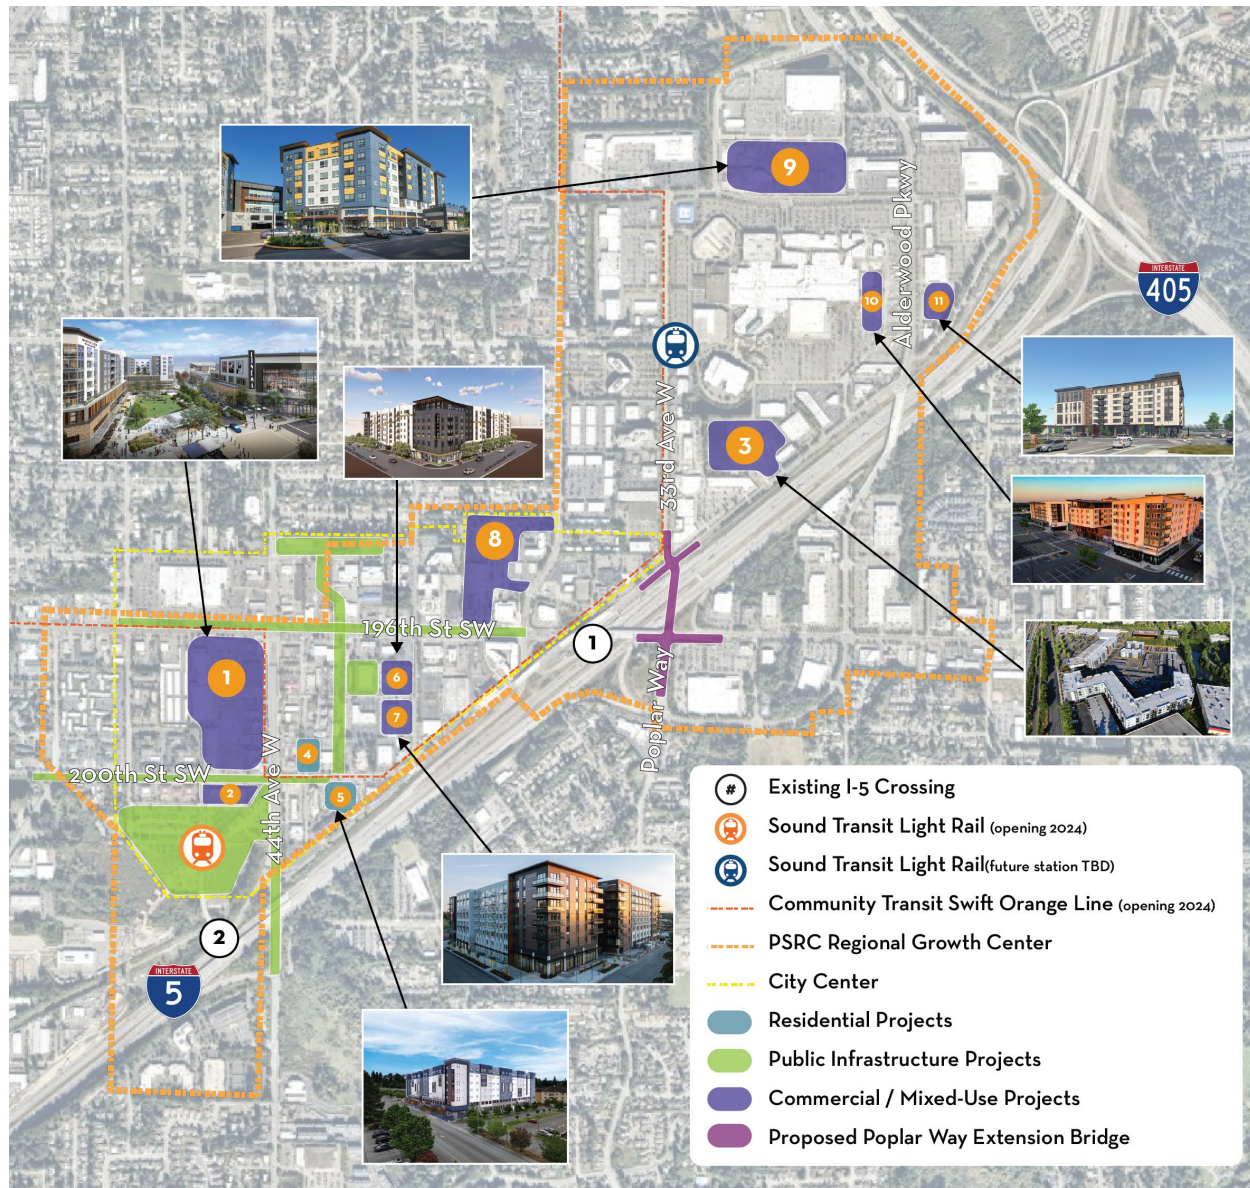 9
Alderwood Pkwy
10
11
INTERSTATE
405
33rd Ave W
3
8
196th St SW
1
1
6
7
Poplar Way
4
200th St SW
2
5
44th Ave W
2
INTERSTATE
5
# Existing I-5 Crossing
Sound Transit Light Rail (opening 2024)
Sound Transit Light Rail(future station TBD)
Community Transit Swift Orange Line (opening 2024)
PSRC Regional Growth Center
City Center
Residential Projects
Public Infrastructure Projects
Commercial / Mixed-Use Projects
Proposed Poplar Way Extension Bridge